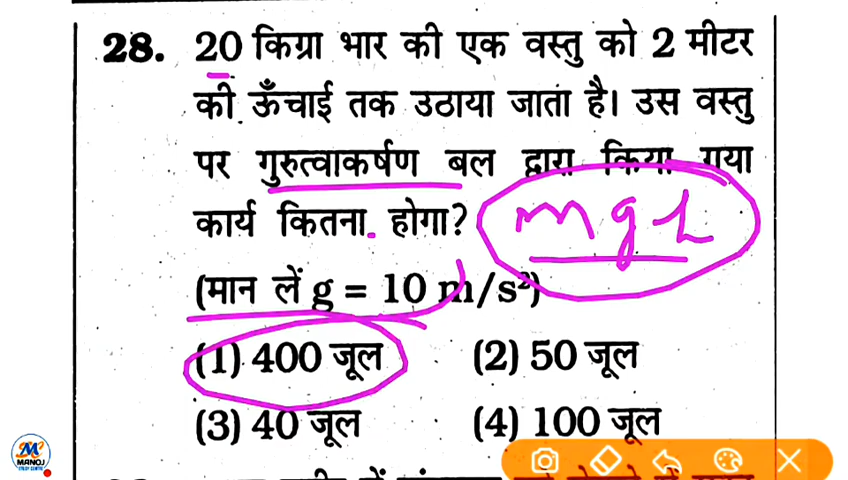 28. 20 किग्रा भार की एक वस्तु को 2 मीटर
की ऊँचाई तक उठाया जाता है। उस वस्तु
पर गुरुत्वाकर्षण बल द्वारा किया गया
कार्य कितना होगा? mgh
(मान लें g = 10 m/s²)
(1) 400 जूल (2) 50 जूल
(3) 40 जूल (4) 100 जूल
MANOJ